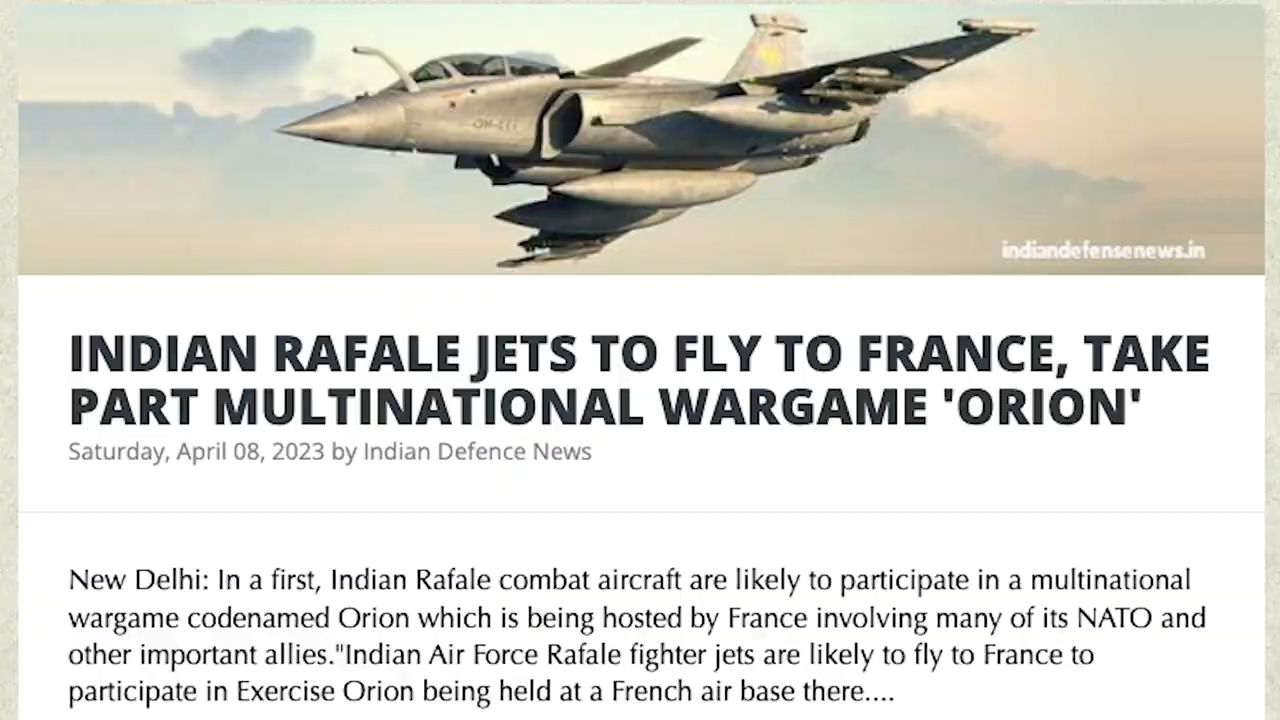 indiandefensenews.in
INDIAN RAFALE JETS TO FLY TO FRANCE, TAKE
PART MULTINATIONAL WARGAME 'ORION'
Saturday, April 08, 2023 by Indian Defence News
New Delhi: In a first, Indian Rafale combat aircraft are likely to participate in a multinational
wargame codenamed Orion which is being hosted by France involving many of its NATO and
other important allies."Indian Air Force Rafale fighter jets are likely to fly to France to
participate in Exercise Orion being held at a French air base there....